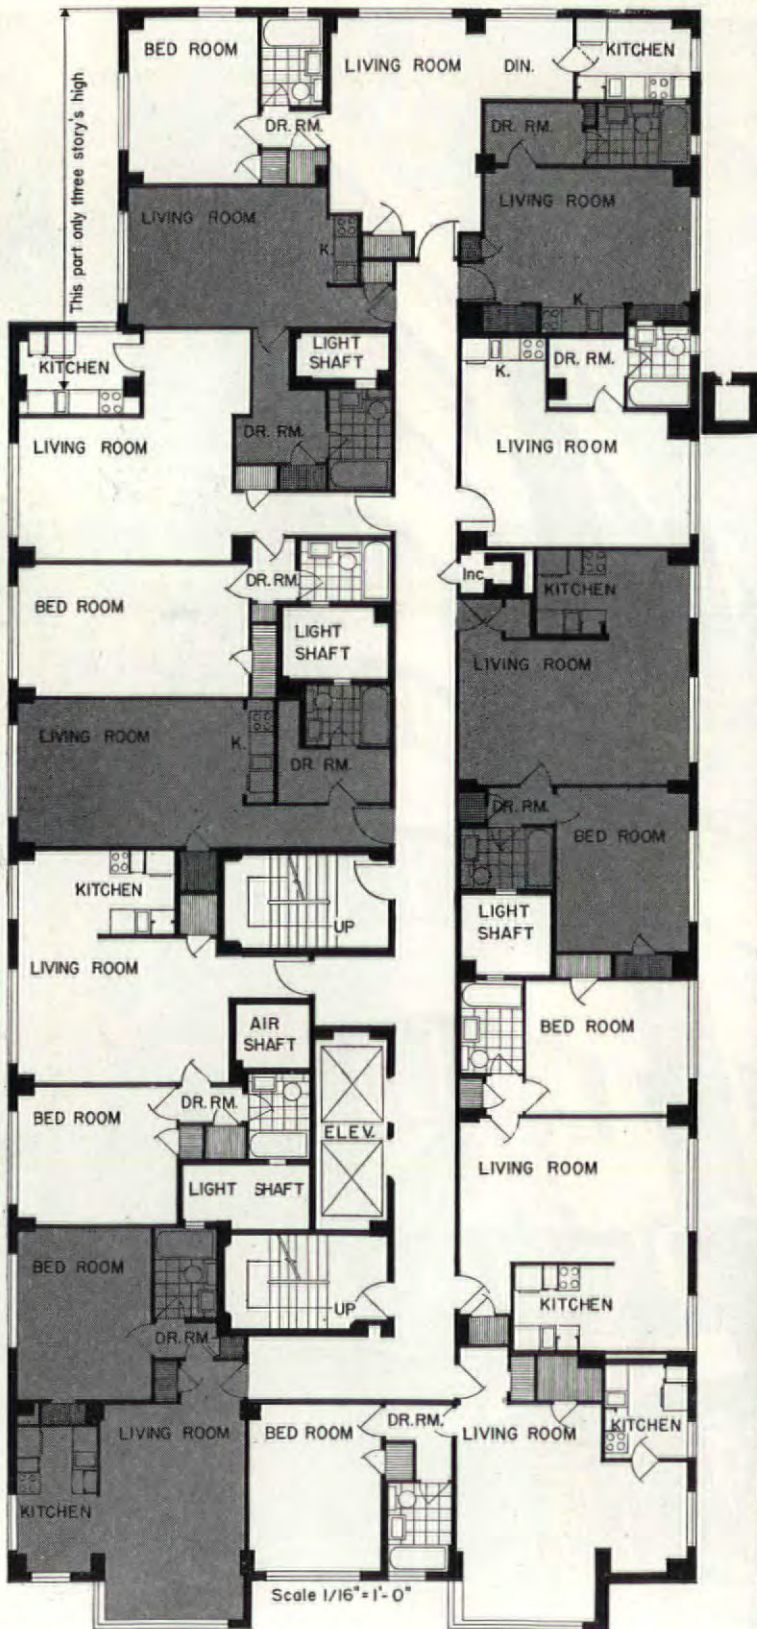 This part only three story's high
BED ROOM
LIVING ROOM
DIN.
KITCHEN
DR. RM.
DR. RM.
LIVING ROOM
K.
LIVING ROOM
K.
KITCHEN
LIGHT
SHAFT
K.
DR. RM.
DR. RM.
LIVING ROOM
LIVING ROOM
DR. RM.
Inc.
KITCHEN
BED ROOM
LIGHT
SHAFT
LIVING ROOM
LIVING ROOM
K.
DR. RM.
DR. RM.
BED ROOM
KITCHEN
UP
LIGHT
SHAFT
LIVING ROOM
AIR
SHAFT
BED ROOM
BED ROOM
DR. RM.
ELEV.
LIVING ROOM
LIGHT SHAFT
BED ROOM
UP
KITCHEN
DR. RM.
LIVING ROOM
BED ROOM
DR. RM.
LIVING ROOM
KITCHEN
KITCHEN
Scale 1/16" = 1'-0"